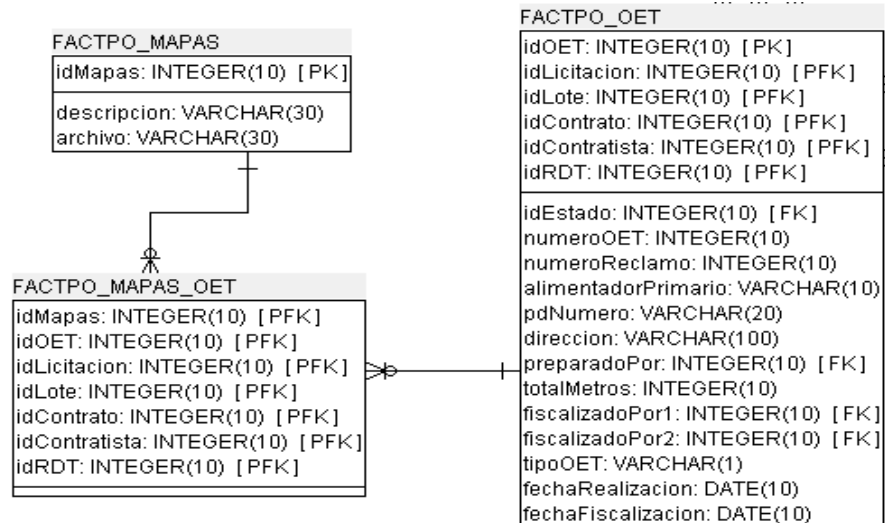 FACTPO_MAPAS
idMapas: INTEGER(10) [PK]
descripcion: VARCHAR(30)
archivo: VARCHAR(30)
FACTPO_MAPAS_OET
idMapas: INTEGER(10) [PFK]
idOET: INTEGER(10) [PFK]
idLicitacion: INTEGER(10) [PFK]
idLote: INTEGER(10) [PFK]
idContrato: INTEGER(10) [PFK]
idContratista: INTEGER(10) [PFK]
idRDT: INTEGER(10) [PFK]
FACTPO_OET
idOET: INTEGER(10) [PK]
idLicitacion: INTEGER(10) [PFK]
idLote: INTEGER(10) [PFK]
idContrato: INTEGER(10) [PFK]
idContratista: INTEGER(10) [PFK]
idRDT: INTEGER(10) [PFK]
idEstado: INTEGER(10) [FK]
numeroOET: INTEGER(10)
numeroReclamo: INTEGER(10)
alimentadorPrimario: VARCHAR(10)
pdNumero: VARCHAR(20)
direccion: VARCHAR(100)
preparadoPor: INTEGER(10) [FK]
totalMetros: INTEGER(10)
fiscalizadoPor1: INTEGER(10) [FK]
fiscalizadoPor2: INTEGER(10) [FK]
tipoOET: VARCHAR(1)
fechaRealizacion: DATE(10)
fechaFiscalizacion: DATE(10)